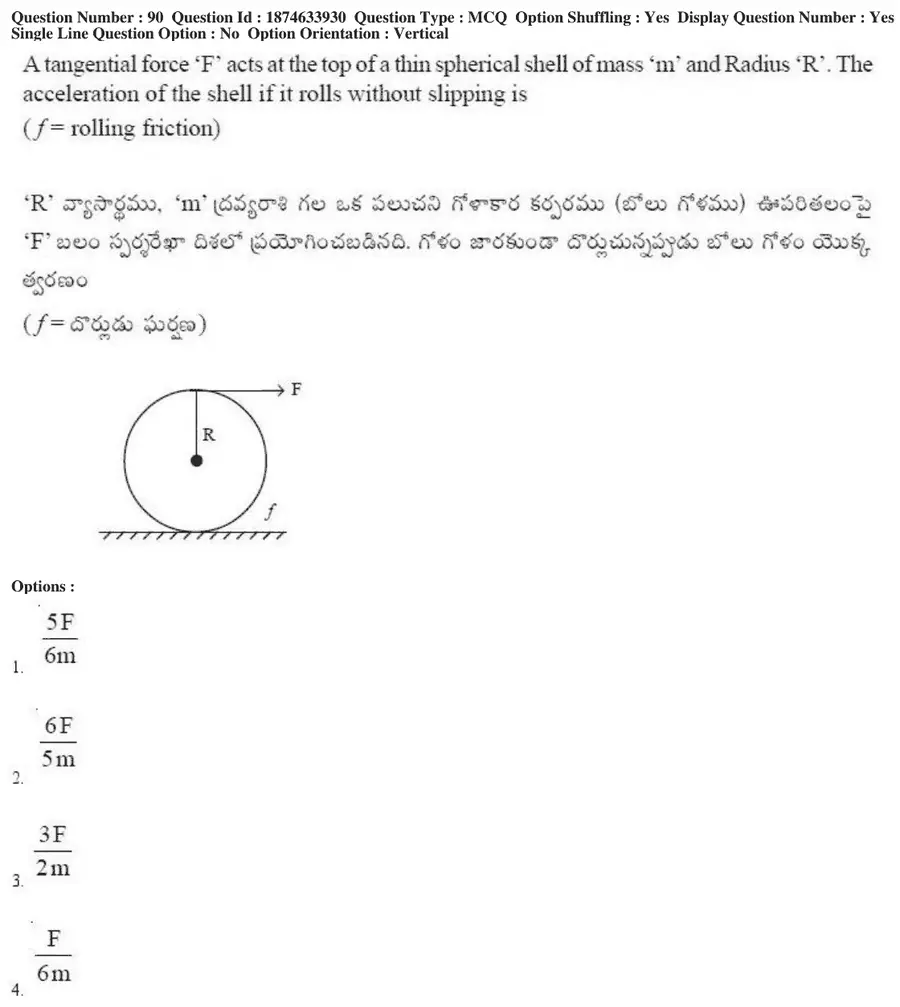 Question Number : 90 Question Id : 1874633930 Question Type : MCQ Option Shuffling : Yes Display Question Number : Yes
Single Line Question Option : No Option Orientation : Vertical
A tangential force ‘F’ acts at the top of a thin spherical shell of mass ‘m’ and Radius ‘R’. The
acceleration of the shell if it rolls without slipping is
(f = rolling friction)
‘R’ వ్యాసార్థము, ‘m’ ద్రవ్యరాశి గల ఒక పలుచని గోళాకార కర్పరము (బోలు గోళము) ఊపరితలంపై
‘F’ బలం స్పర్శరేఖా దిశలో ప్రయోగించబడినది. గోళం జారకుండా దొర్లుచున్నప్పుడు బోలు గోళం యొక్క
త్వరణం
(f = దొర్లుడు ఘర్షణ)
F
R
f
Options :
1. 5F
6m
2. 6F
5m
3. 3F
2m
4. F
6m